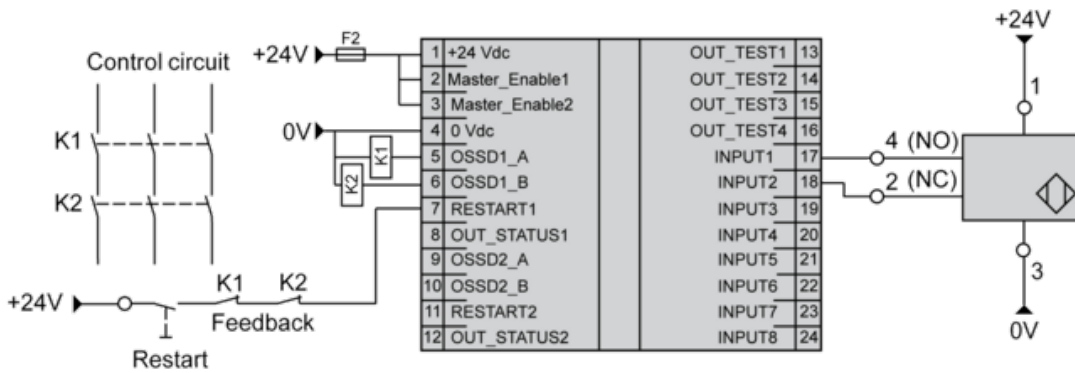 Control circuit
K1
K2
+24V
F2
0V
K1
K2
+24V
K1 K2
Feedback
Restart
1 +24 Vdc
2 Master_Enable1
3 Master_Enable2
4 0 Vdc
5 OSSD1_A
6 OSSD1_B
7 RESTART1
8 OUT_STATUS1
9 OSSD2_A
10 OSSD2_B
11 RESTART2
12 OUT_STATUS2
OUT_TEST1 13
OUT_TEST2 14
OUT_TEST3 15
OUT_TEST4 16
INPUT1 17
INPUT2 18
INPUT3 19
INPUT4 20
INPUT5 21
INPUT6 22
INPUT7 23
INPUT8 24
+24V
1
4 (NO)
2 (NC)
3
0V